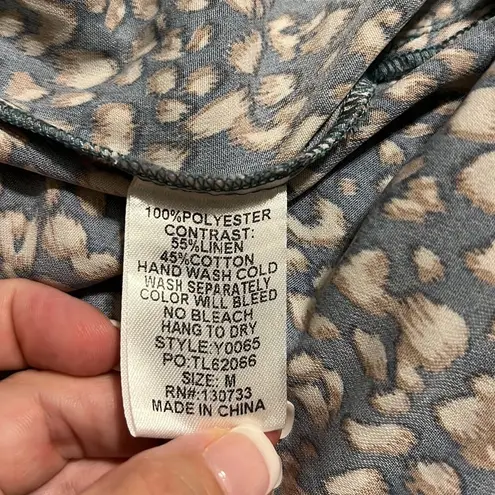 100%POLYESTER
CONTRAST:
55%LINEN
45%COTTON
HAND WASH COLD
WASH SEPARATELY
COLOR WILL BLEED
NO BLEACH
HANG TO DRY
STYLE:Y0065
PO:TL62066
SIZE: M
RN#:130733
MADE IN CHINA